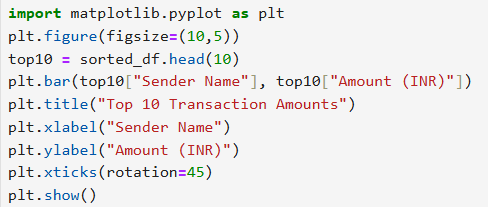 import matplotlib.pyplot as plt
plt.figure(figsize=(10,5))
top10 = sorted_df.head(10)
plt.bar(top10["Sender Name"], top10["Amount (INR)"])
plt.title("Top 10 Transaction Amounts")
plt.xlabel("Sender Name")
plt.ylabel("Amount (INR)")
plt.xticks(rotation=45)
plt.show()